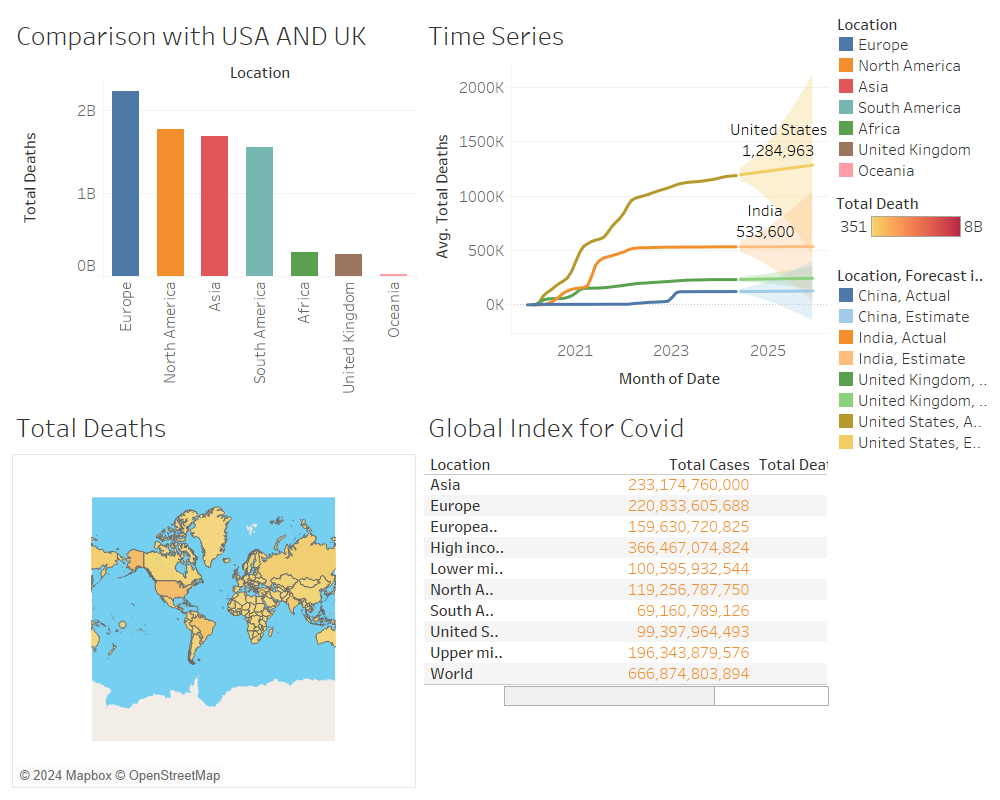 Comparison with USA AND UK
Location
Total Deaths
2B
1B
0B
Europe
North America
Asia
South America
Africa
United Kingdom
Oceania
Time Series
Avg. Total Deaths
2000K
1500K
1000K
500K
0K
United States
1,284,963
India
533,600
2021
2023
2025
Month of Date
Location
Europe
North America
Asia
South America
Africa
United Kingdom
Oceania
Total Death
351 8B
Location, Forecast i..
China, Actual
China, Estimate
India, Actual
India, Estimate
United Kingdom, ..
United Kingdom, ..
United States, A..
United States, E..
Total Deaths
© 2024 Mapbox © OpenStreetMap
Global Index for Covid
Location Total Cases Total Deat
Asia 233,174,760,000
Europe 220,833,605,688
Europea.. 159,630,720,825
High inco.. 366,467,074,824
Lower mi.. 100,595,932,544
North A.. 119,256,787,750
South A.. 69,160,789,126
United S.. 99,397,964,493
Upper mi.. 196,343,879,576
World 666,874,803,894